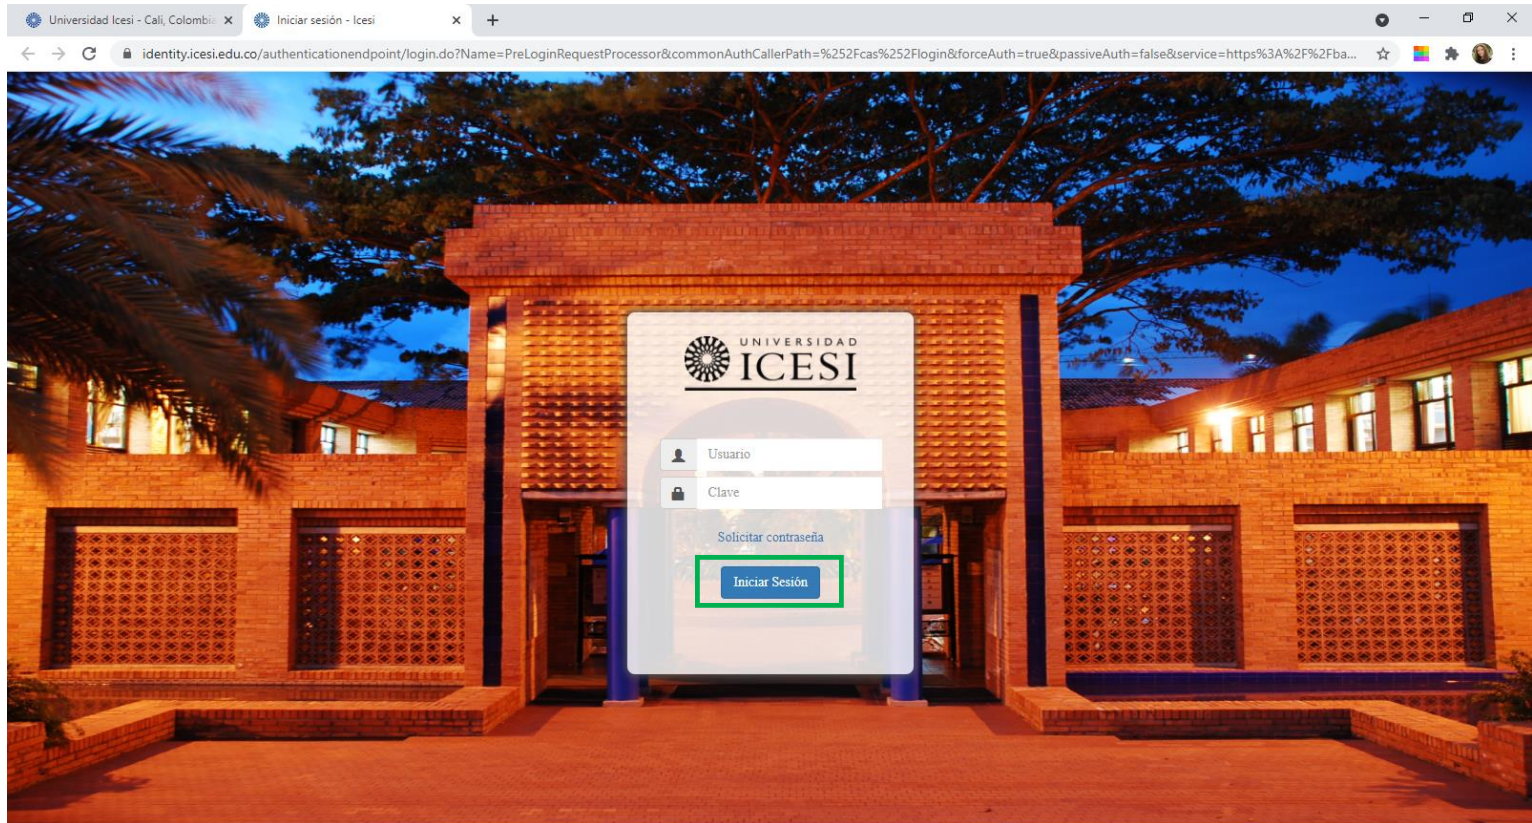 Universidad Icesi - Cali, Colombia
Iniciar sesión - Icesi
identity.icesi.edu.co/authenticationendpoint/login.do?Name=PreLoginRequestProcessor&commonAuthCallerPath=%252Fcas%252Flogin&forceAuth=true&passiveAuth=false&service=https%3A%2F%2Fba...
UNIVERSIDAD
ICESI
Usuario
Clave
Solicitar contraseña
Iniciar Sesión